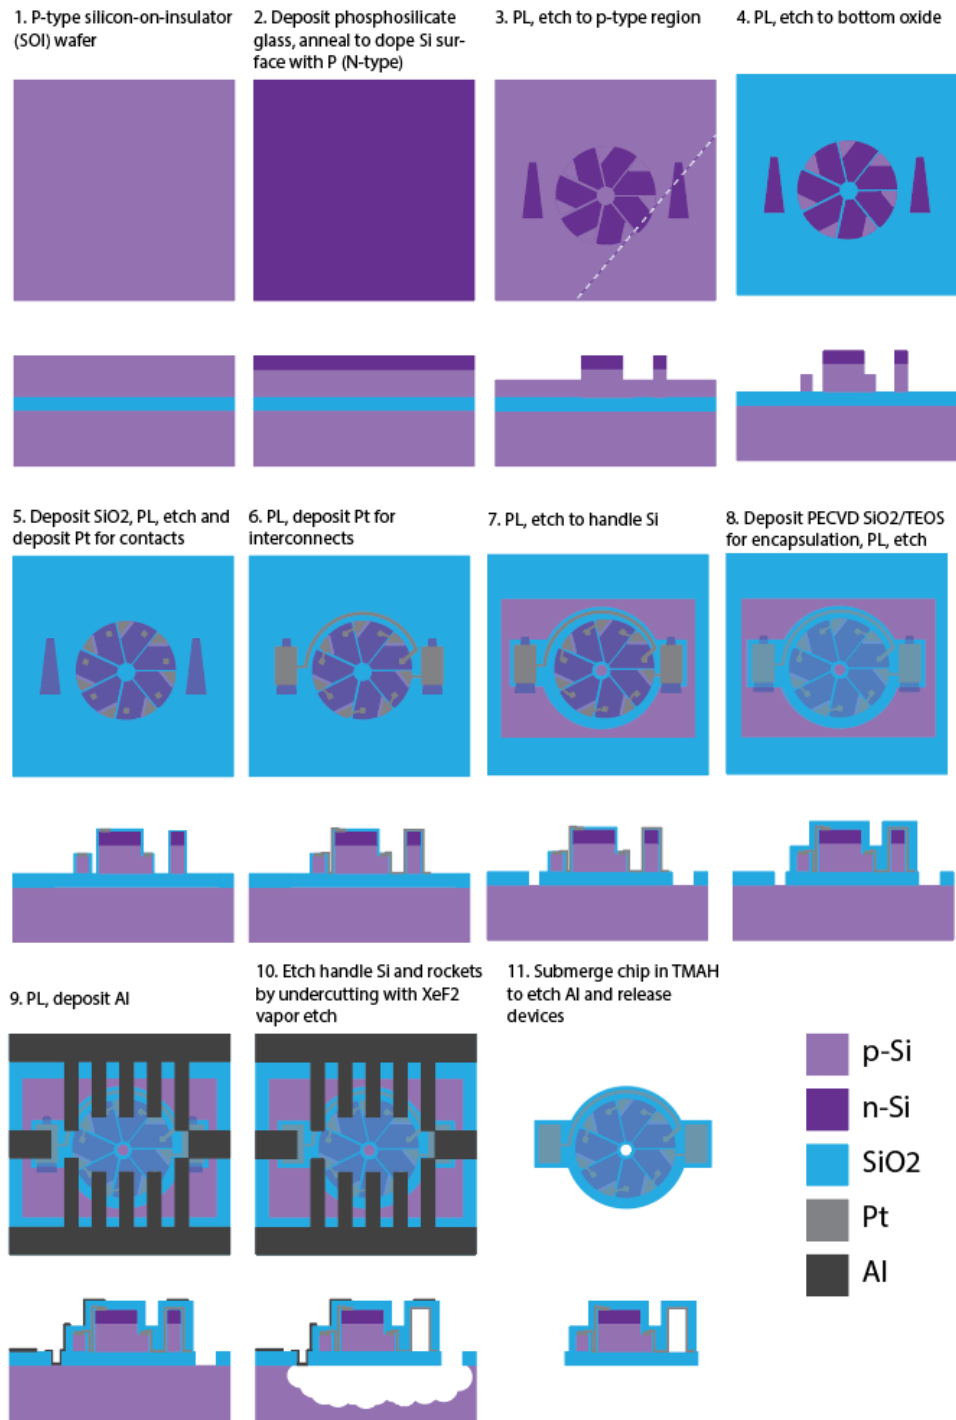 1. P-type silicon-on-insulator
(SOI) wafer
2. Deposit phosphosilicate
glass, anneal to dope Si sur-
face with P (N-type)
3. PL, etch to p-type region
4. PL, etch to bottom oxide
5. Deposit SiO2, PL, etch and
deposit Pt for contacts
6. PL, deposit Pt for
interconnects
7. PL, etch to handle Si
8. Deposit PECVD SiO2/TEOS
for encapsulation, PL, etch
9. PL, deposit Al
10. Etch handle Si and rockets
by undercutting with XeF2
vapor etch
11. Submerge chip in TMAH
to etch Al and release
devices
p-Si
n-Si
SiO2
Pt
Al